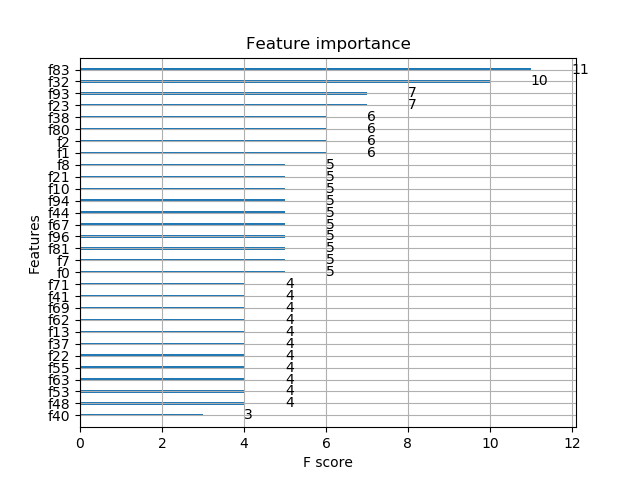 Feature importance
f83 11
f32 10
f93 7
f23 7
f38 6
f80 6
f2 6
f1 6
f8 5
f21 5
f10 5
f94 5
f44 5
f67 5
f96 5
f81 5
f7 5
f0 5
f71 4
f41 4
f69 4
f62 4
f13 4
f37 4
f22 4
f55 4
f63 4
f53 4
f48 4
f40 3
Features
0 2 4 6 8 10 12
F score